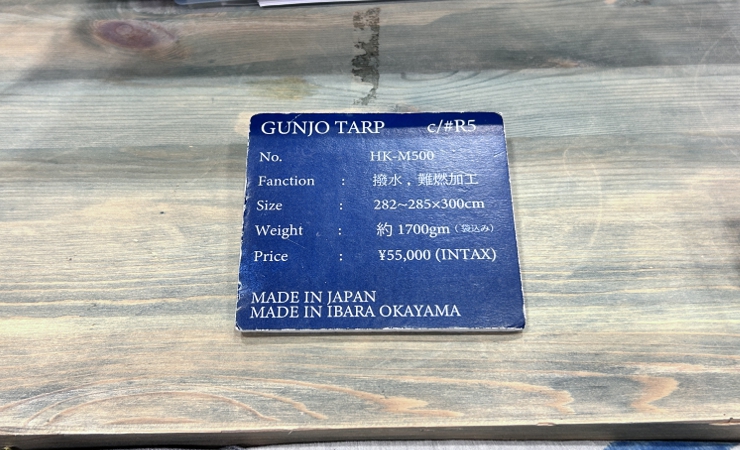 GUNJO TARP c/#R5
No. HK-M500
Fanction : 撥水 , 難燃加工
Size : 282~285×300cm
Weight : 約 1700gm (袋込み)
Price : ¥55,000 (INTAX)
MADE IN JAPAN
MADE IN IBARA OKAYAMA